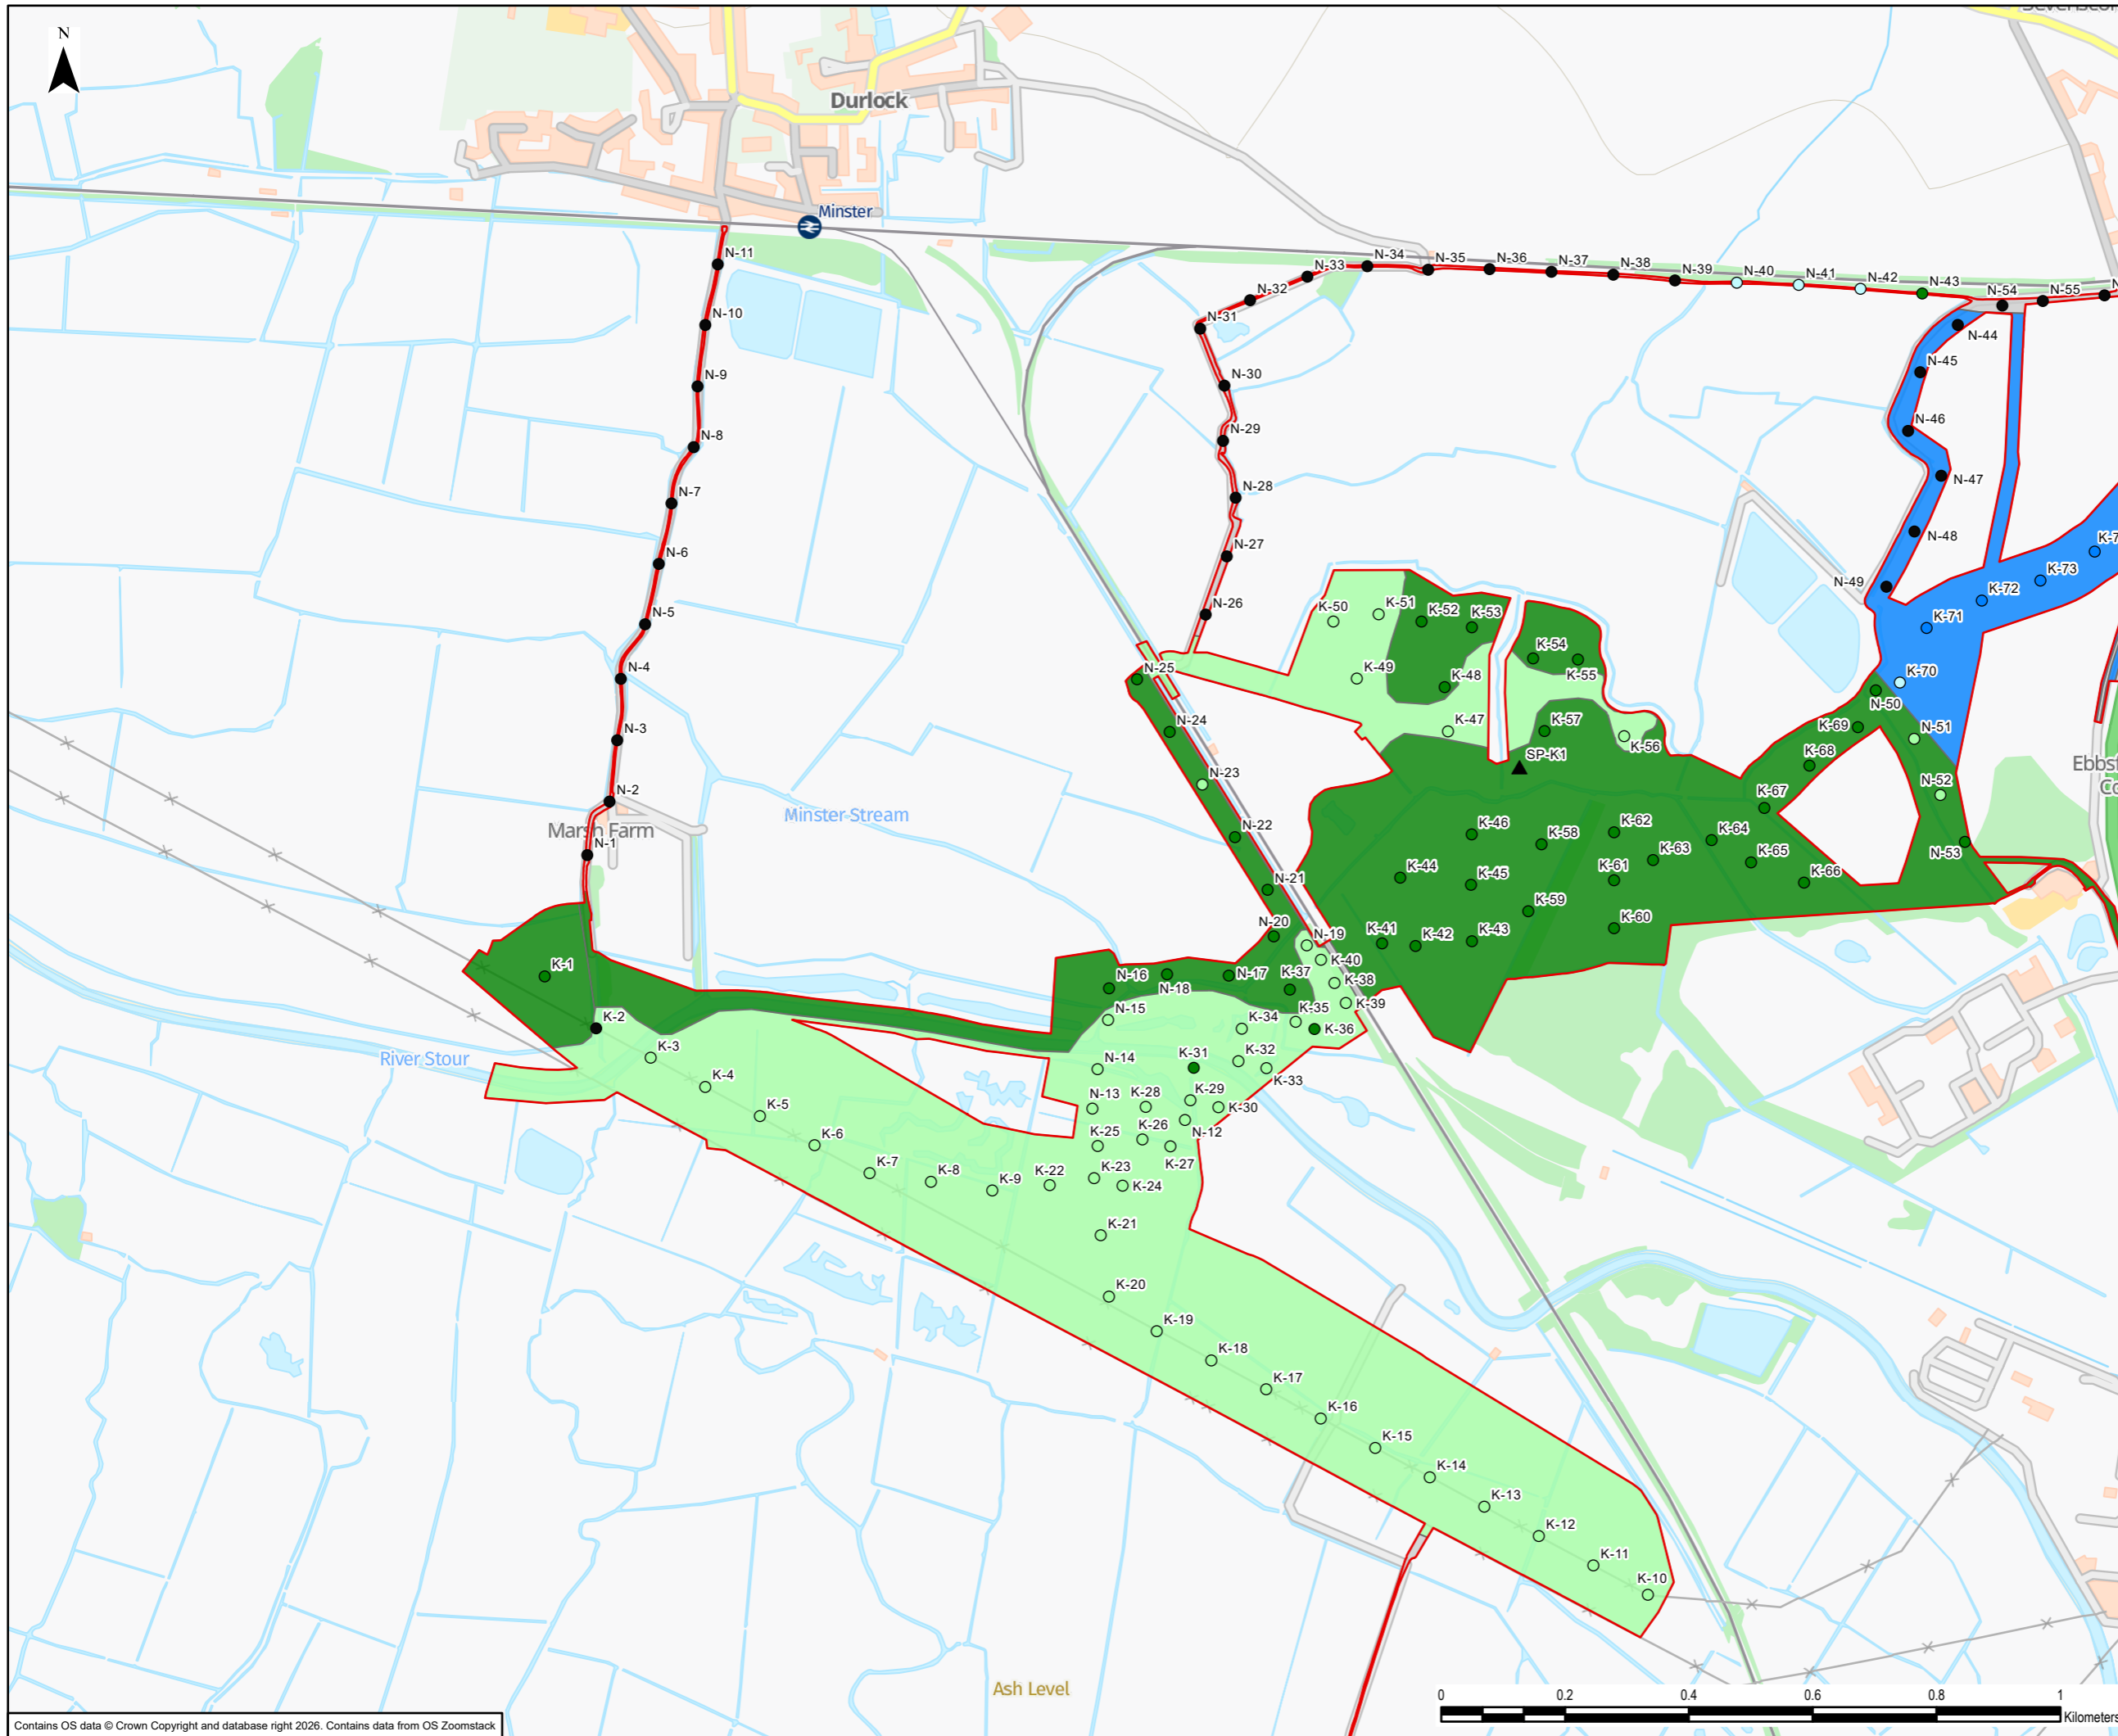 N
Durlock
Minster
N-11
N-10
N-9
N-8
N-7
N-6
N-5
N-4
N-3
N-2
Marsh Farm
N-1
Minster Stream
River Stour
N-31
N-32
N-33
N-34
N-35
N-36
N-37
N-38
N-39
N-40
N-41
N-42
N-43
N-54
N-55
N-44
N-45
N-46
N-47
N-48
N-49
N-30
N-29
N-28
N-27
N-26
N-25
N-24
N-23
N-22
N-21
N-20
N-19
N-16
N-18
N-17
N-15
N-14
N-13
N-12
K-50
K-51
K-52
K-53
K-54
K-55
K-49
K-48
K-47
K-57
K-56
SP-K1
K-73
K-72
K-71
K-70
N-50
N-51
N-52
N-53
K-69
K-68
K-67
K-46
K-58
K-62
K-63
K-64
K-65
K-66
K-44
K-45
K-61
K-59
K-60
K-41
K-42
K-43
K-40
K-37
K-38
K-39
K-35
K-36
K-34
K-32
K-33
K-31
K-29
K-30
K-28
K-26
K-27
K-25
K-23
K-24
K-22
K-21
K-20
K-19
K-18
K-17
K-16
K-15
K-14
K-13
K-12
K-11
K-10
K-1
K-2
K-3
K-4
K-5
K-6
K-7
K-8
K-9
Ash Level
0 0.2 0.4 0.6 0.8 1
Kilometers
Contains OS data © Crown Copyright and database right 2026. Contains data from OS Zoomstack